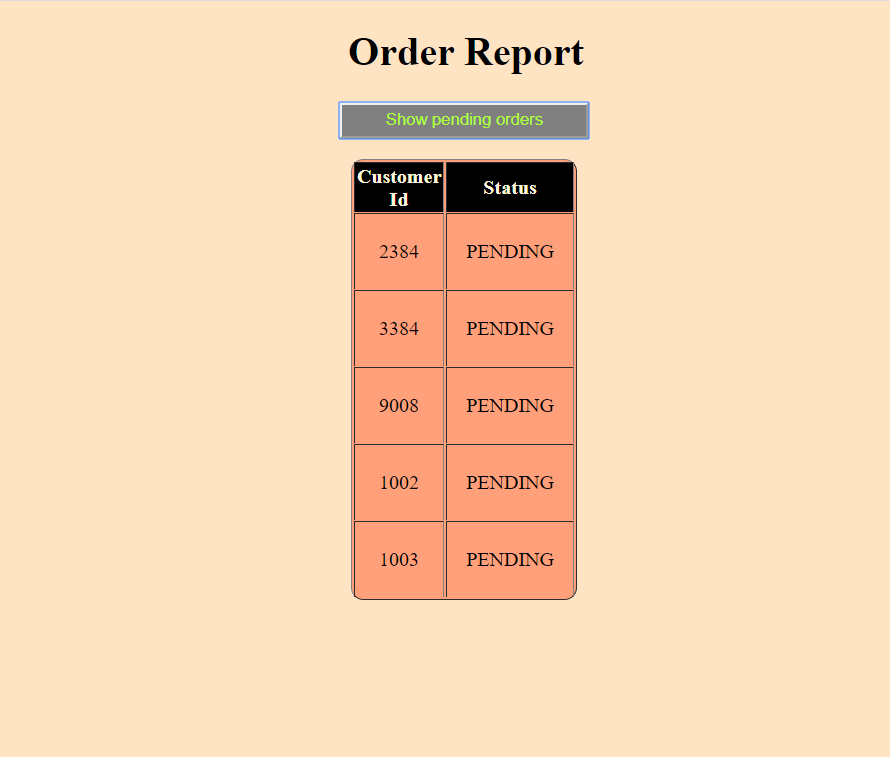 Order Report
Show pending orders
Customer
Id Status
2384 PENDING
3384 PENDING
9008 PENDING
1002 PENDING
1003 PENDING